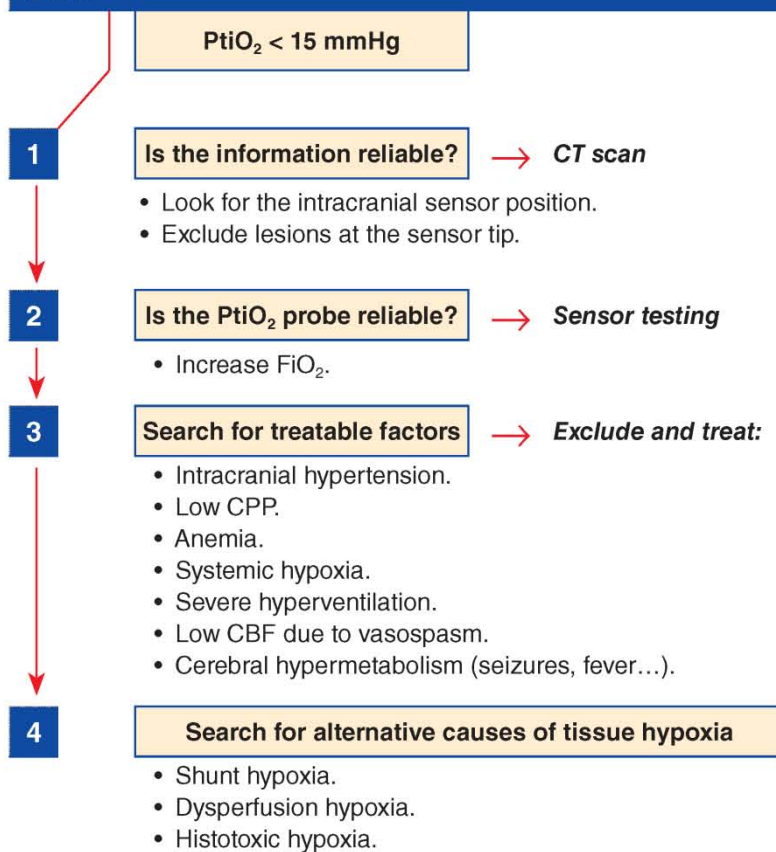 PtiO₂ < 15 mmHg
1 Is the information reliable? → CT scan
• Look for the intracranial sensor position.
• Exclude lesions at the sensor tip.
2 Is the PtiO₂ probe reliable? → Sensor testing
• Increase FiO₂.
3 Search for treatable factors → Exclude and treat:
• Intracranial hypertension.
• Low CPP.
• Anemia.
• Systemic hypoxia.
• Severe hyperventilation.
• Low CBF due to vasospasm.
• Cerebral hypermetabolism (seizures, fever…).
4 Search for alternative causes of tissue hypoxia
• Shunt hypoxia.
• Dysperfusion hypoxia.
• Histotoxic hypoxia.